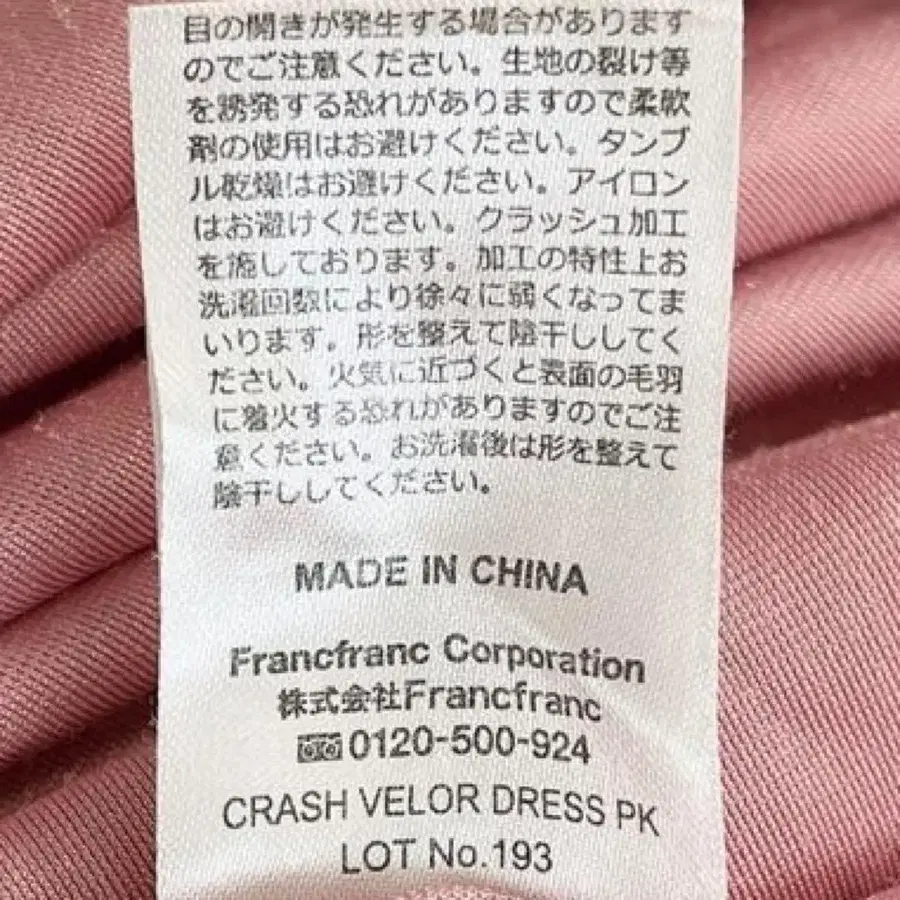 目の開きが発生する場合があります
のでご注意ください。生地の裂け等
を誘発する恐れがありますので柔軟
剤の使用はお避けください。タンブ
ル乾燥はお避けください。アイロン
はお避けください。クラッシュ加工
を施しております。加工の特性上お
洗濯回数により徐々に弱くなってま
いります。形を整えて陰干ししてく
ださい。火気に近づくと表面の毛羽
に着火する恐れがありますのでご注
意ください。お洗濯後は形を整えて
陰干ししてください。
MADE IN CHINA
Francfranc Corporation
株式会社Francfranc
0120-500-924
CRASH VELOR DRESS PK
LOT No.193